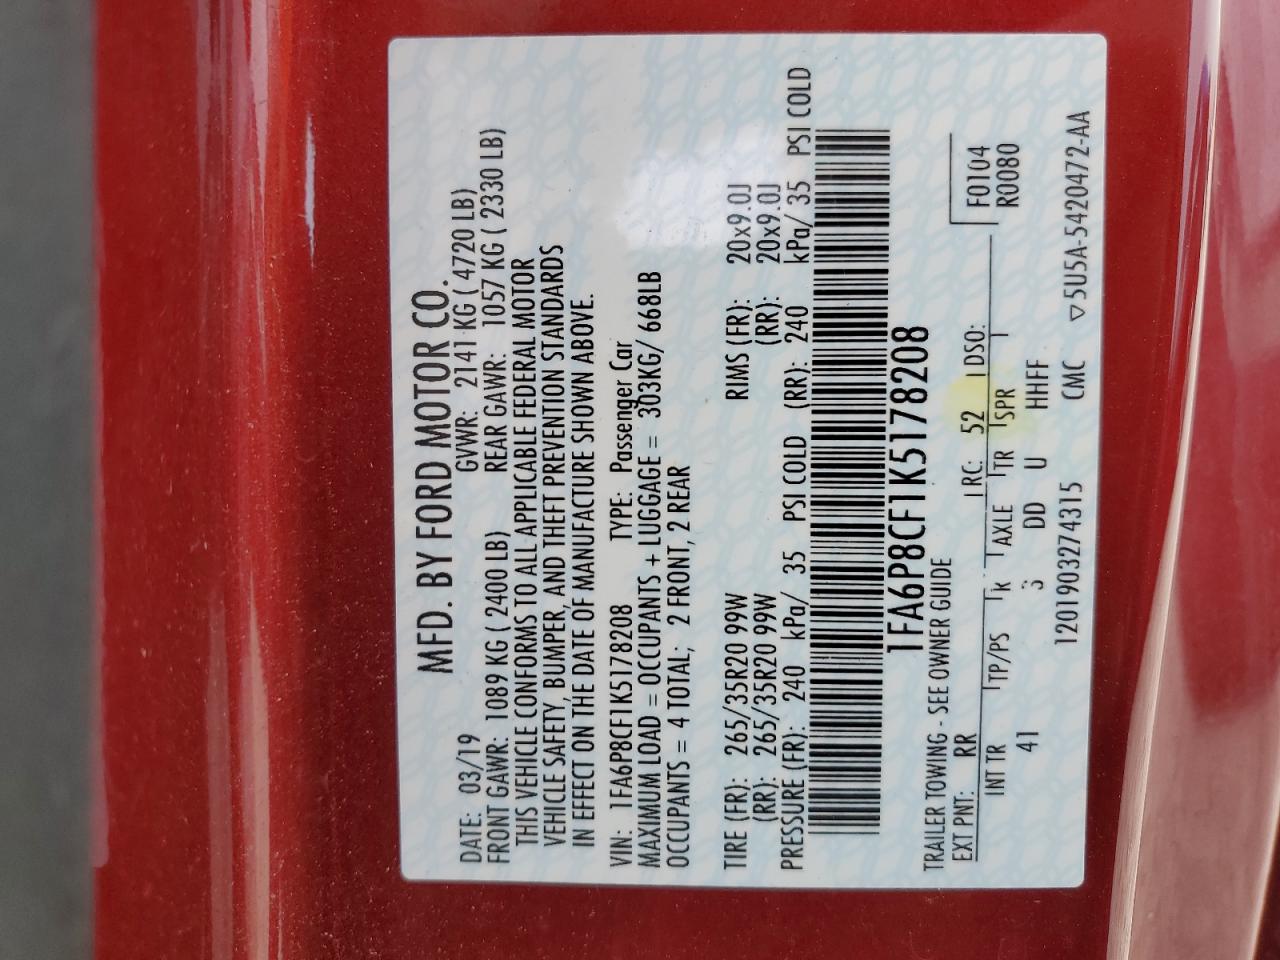 MFD. BY FORD MOTOR CO.
DATE: 03/19 GVWR: 2141 KG ( 4720 LB)
FRONT GAWR: 1089 KG ( 2400 LB) REAR GAWR: 1057 KG ( 2330 LB)
THIS VEHICLE CONFORMS TO ALL APPLICABLE FEDERAL MOTOR
VEHICLE SAFETY, BUMPER, AND THEFT PREVENTION STANDARDS
IN EFFECT ON THE DATE OF MANUFACTURE SHOWN ABOVE.
VIN: 1FA6P8CF1K5178208 TYPE: Passenger Car
MAXIMUM LOAD = OCCUPANTS + LUGGAGE = 303KG/ 668LB
OCCUPANTS = 4 TOTAL; 2 FRONT, 2 REAR
TIRE (FR): 265/35R20 99W RIMS (FR): 20x9.0J
(RR): 265/35R20 99W (RR): 20x9.0J
PRESSURE (FR): 240 kPa/ 35 PSI COLD (RR): 240 kPa/ 35 PSI COLD
1FA6P8CF1K5178208
TRAILER TOWING - SEE OWNER GUIDE
EXT PNT: RR RC: 52 DSO: F0104
INT TR TP/PS R AXLE TR SPR R0080
41 3 DD U HHFF
1201903274315 CMC ▽5U5A-5420472-AA